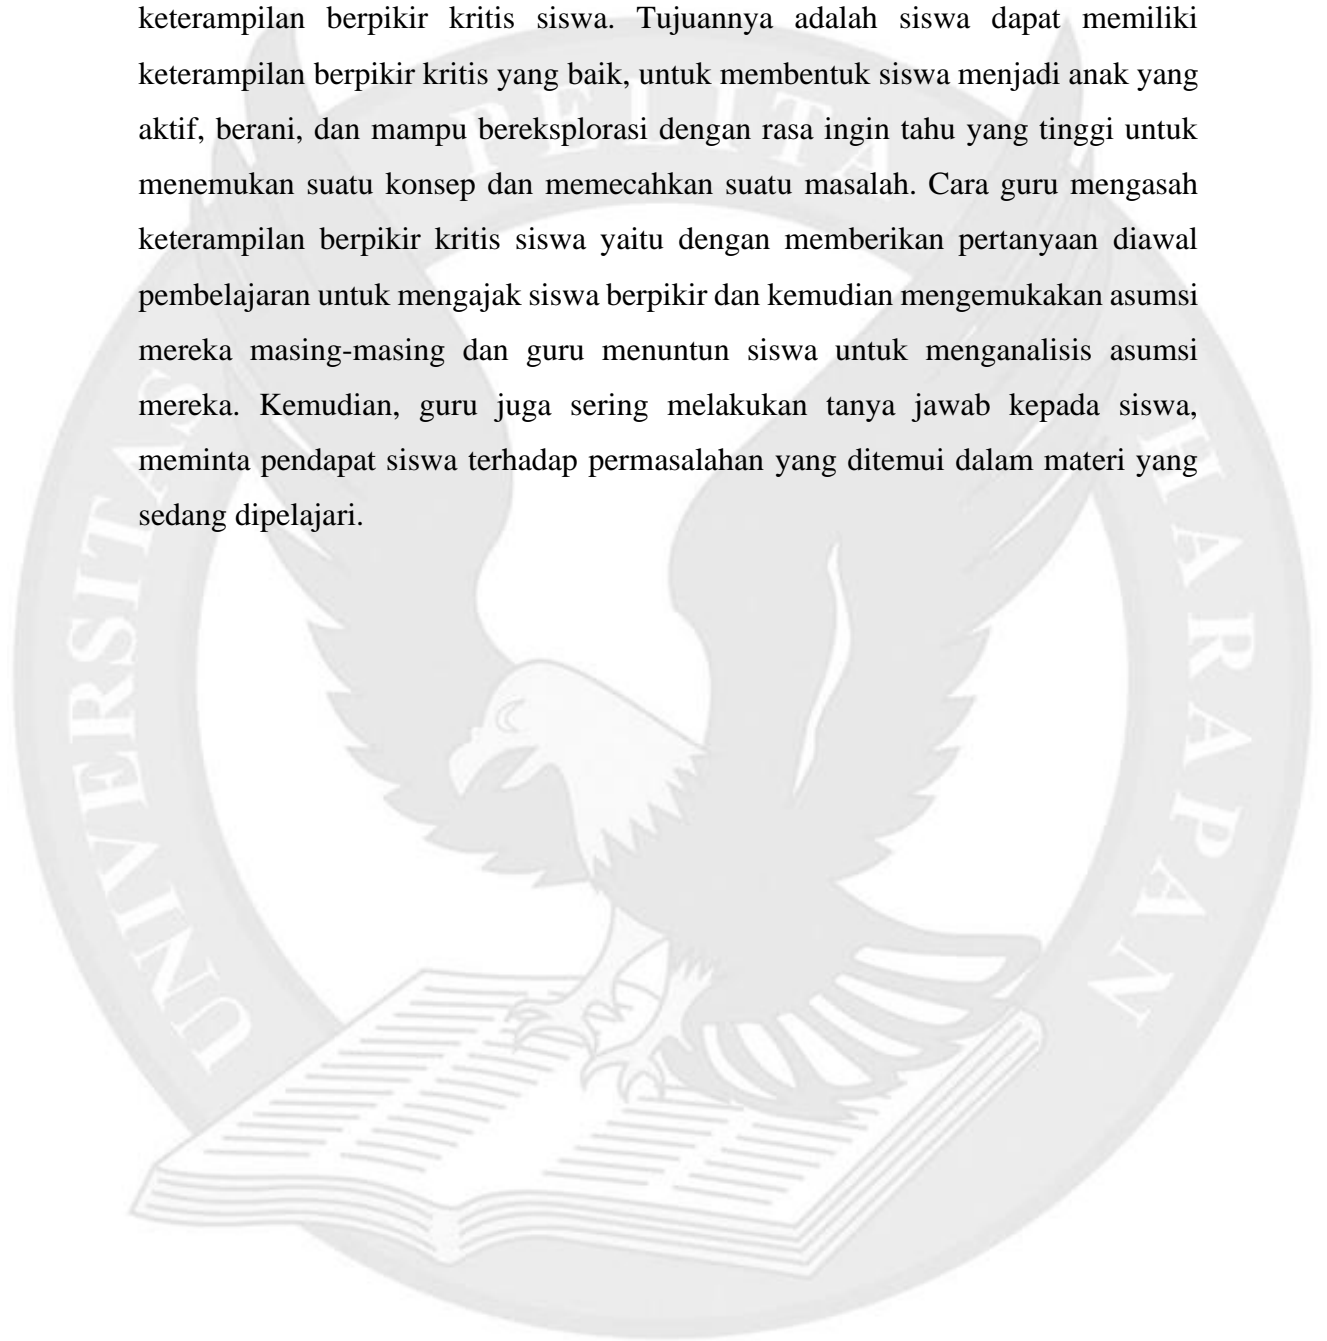 keterampilan berpikir kritis siswa. Tujuannya adalah siswa dapat memiliki
keterampilan berpikir kritis yang baik, untuk membentuk siswa menjadi anak yang
aktif, berani, dan mampu bereksplorasi dengan rasa ingin tahu yang tinggi untuk
menemukan suatu konsep dan memecahkan suatu masalah. Cara guru mengasah
keterampilan berpikir kritis siswa yaitu dengan memberikan pertanyaan diawal
pembelajaran untuk mengajak siswa berpikir dan kemudian mengemukakan asumsi
mereka masing-masing dan guru menuntun siswa untuk menganalisis asumsi
mereka. Kemudian, guru juga sering melakukan tanya jawab kepada siswa,
meminta pendapat siswa terhadap permasalahan yang ditemui dalam materi yang
sedang dipelajari.
UNIVERSITAS
PELITA
HARAPAN